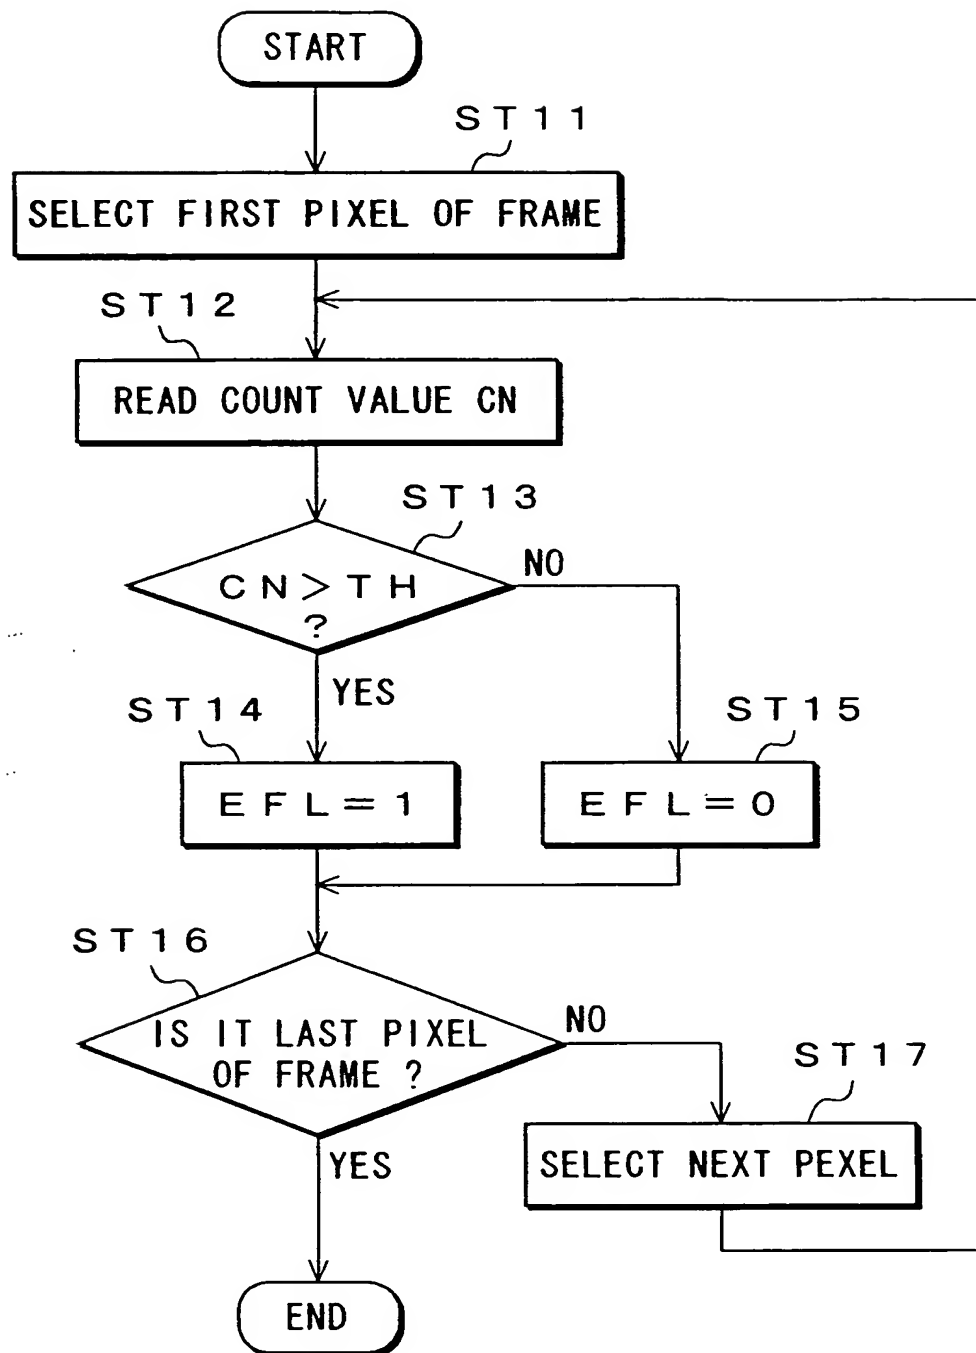 START
ST11
SELECT FIRST PIXEL OF FRAME
ST12
READ COUNT VALUE CN
ST13
CN>TH
?
NO
YES
ST14
EFL=1
ST15
EFL=0
ST16
IS IT LAST PIXEL
OF FRAME ?
NO
YES
ST17
SELECT NEXT PEXEL
END